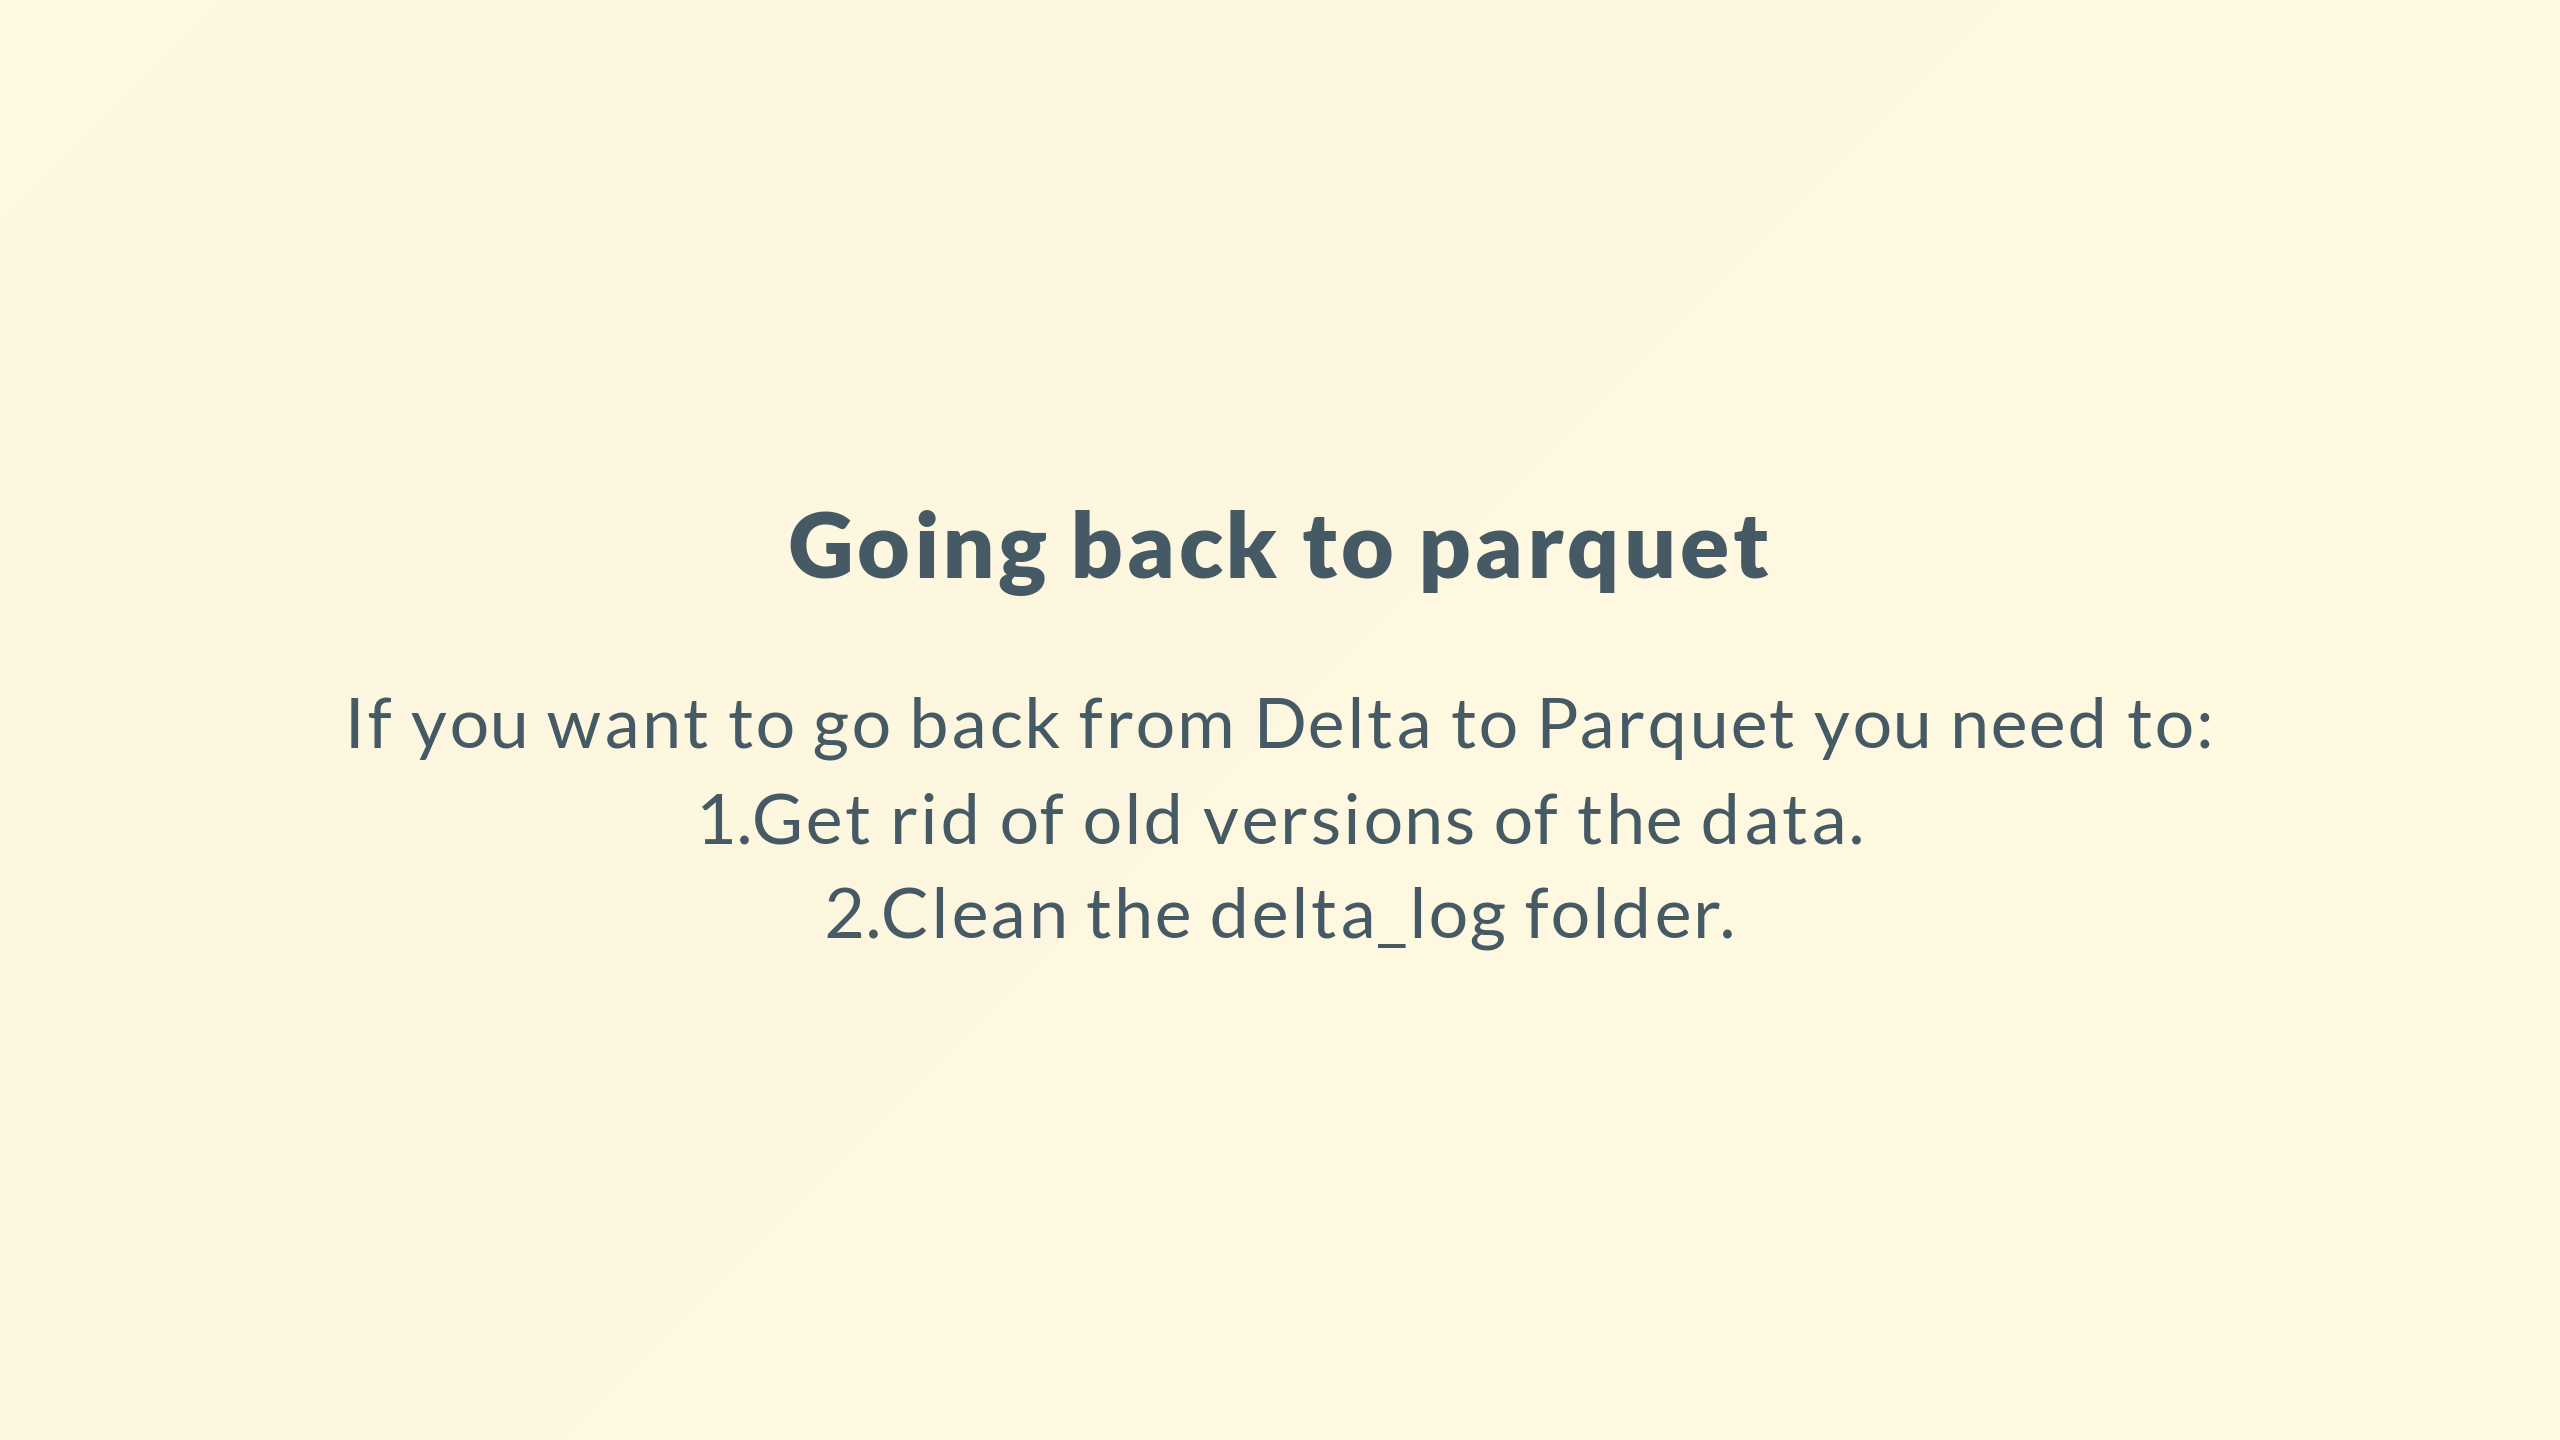 Going back to parquet
If you want to go back from Delta to Parquet you need to:
1.Get rid of old versions of the data.
2.Clean the delta_log folder.